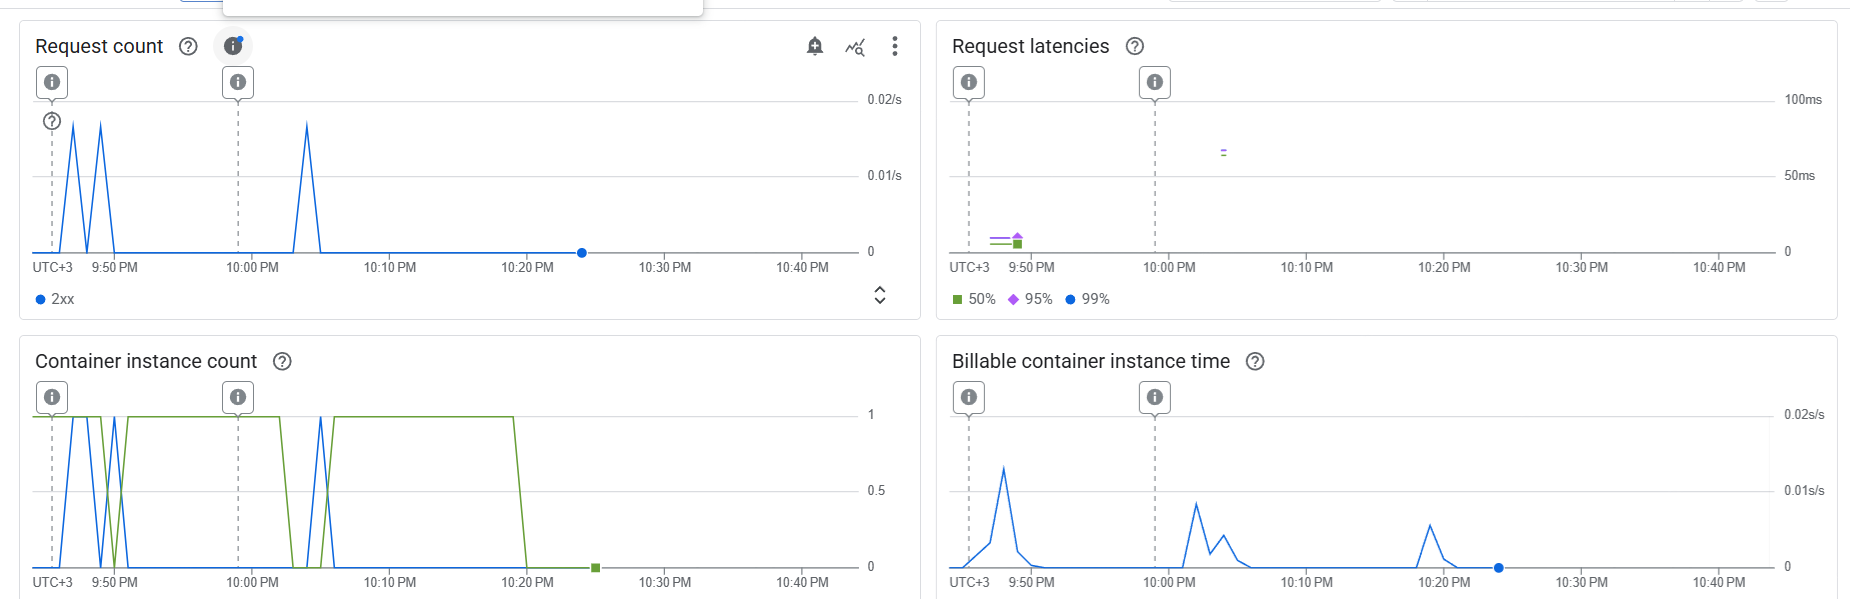 Request count
0.02/s
0.01/s
0
UTC+3 9:50 PM 10:00 PM 10:10 PM 10:20 PM 10:30 PM 10:40 PM
2xx
Request latencies
100ms
50ms
0
UTC+3 9:50 PM 10:00 PM 10:10 PM 10:20 PM 10:30 PM 10:40 PM
50% 95% 99%
Container instance count
1
0.5
0
UTC+3 9:50 PM 10:00 PM 10:10 PM 10:20 PM 10:30 PM 10:40 PM
Billable container instance time
0.02s/s
0.01s/s
0
UTC+3 9:50 PM 10:00 PM 10:10 PM 10:20 PM 10:30 PM 10:40 PM